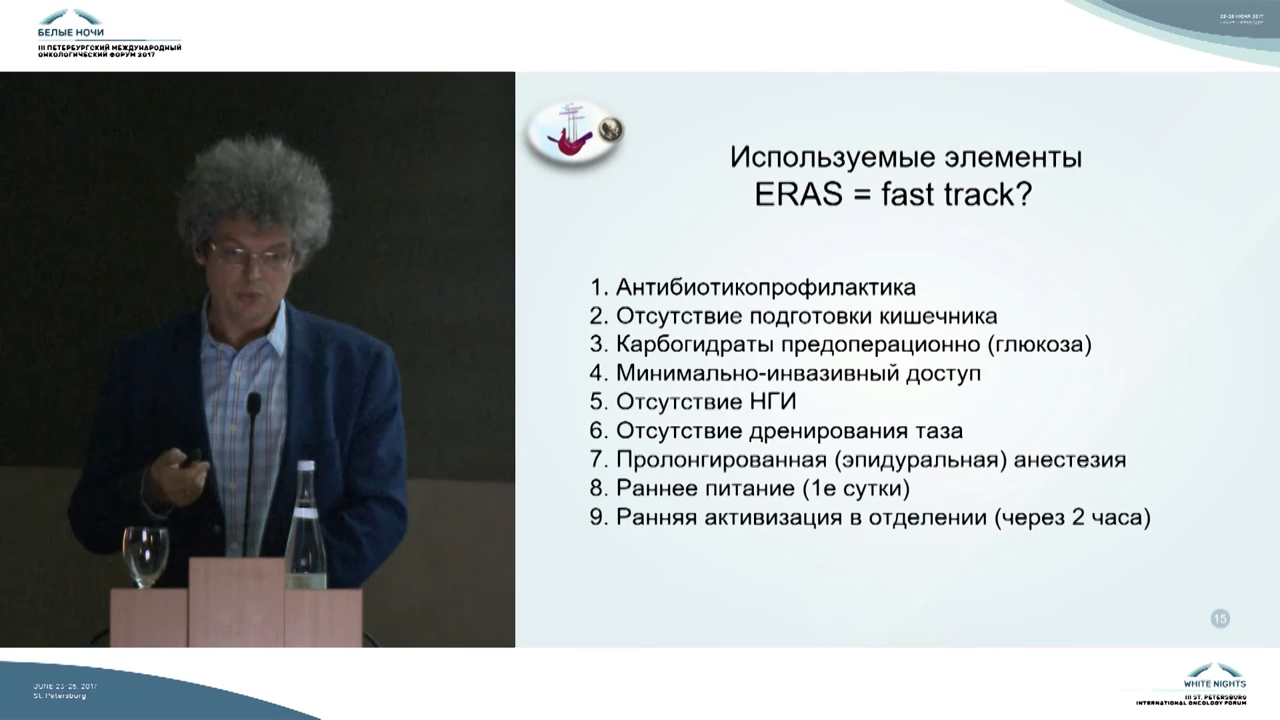 БЕЛЫЕ НОЧИ
III ПЕТЕРБУРГСКИЙ МЕЖДУНАРОДНЫЙ
ОНКОЛОГИЧЕСКИЙ ФОРУМ 2017
Используемые элементы
ERAS = fast track?
1. Антибиотикопрофилактика
2. Отсутствие подготовки кишечника
3. Карбогидраты предоперационно (глюкоза)
4. Минимально-инвазивный доступ
5. Отсутствие НГИ
6. Отсутствие дренирования таза
7. Пролонгированная (эпидуральная) анестезия
8. Раннее питание (1е сутки)
9. Ранняя активизация в отделении (через 2 часа)
15
JUNE 2017
St. Petersburg
WHITE NIGHTS
III ST. PETERSBURG
INTERNATIONAL ONCOLOGY FORUM